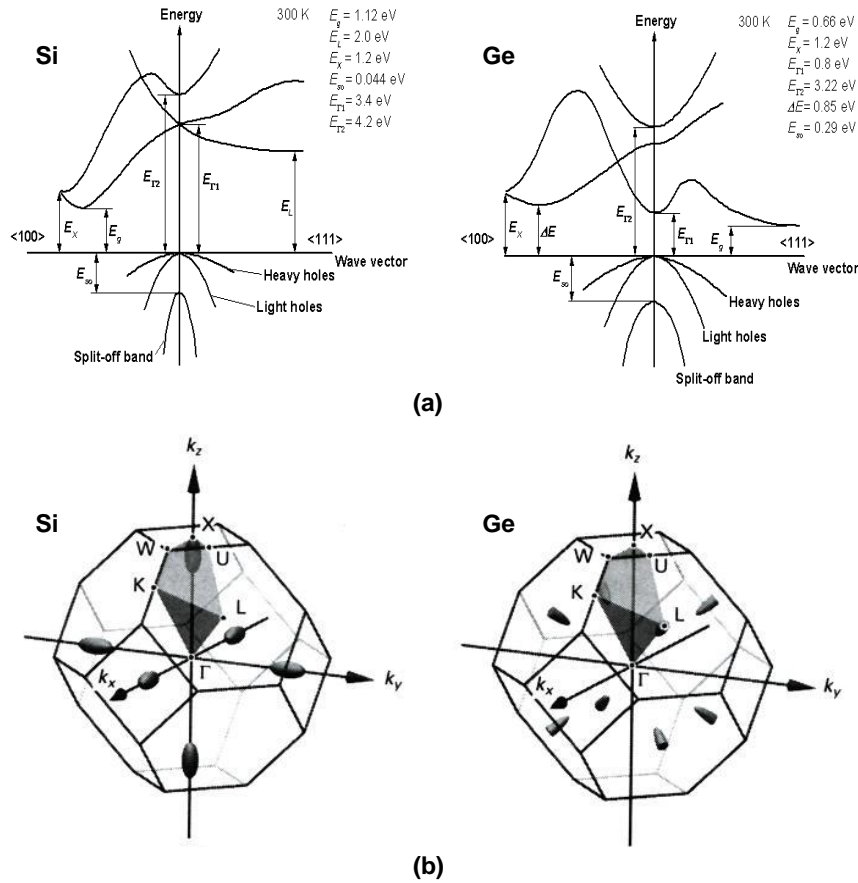 Si
Energy
300 K
E_g = 1.12 eV
E_L = 2.0 eV
E_X = 1.2 eV
E_so = 0.044 eV
E_Γ1 = 3.4 eV
E_Γ2 = 4.2 eV
E_Γ2
E_Γ1
E_L
E_X
E_g
<100>
<111>
Wave vector
E_so
Heavy holes
Light holes
Split-off band
Ge
Energy
300 K
E_g = 0.66 eV
E_X = 1.2 eV
E_Γ1 = 0.8 eV
E_Γ2 = 3.22 eV
ΔE = 0.85 eV
E_so = 0.29 eV
E_Γ2
E_X
ΔE
E_Γ1
E_g
<100>
<111>
Wave vector
E_so
Heavy holes
Light holes
Split-off band
(a)
Si
k_z
X
W
U
K
L
Γ
k_x
k_y
Ge
k_z
X
W
U
K
L
Γ
k_x
k_y
(b)